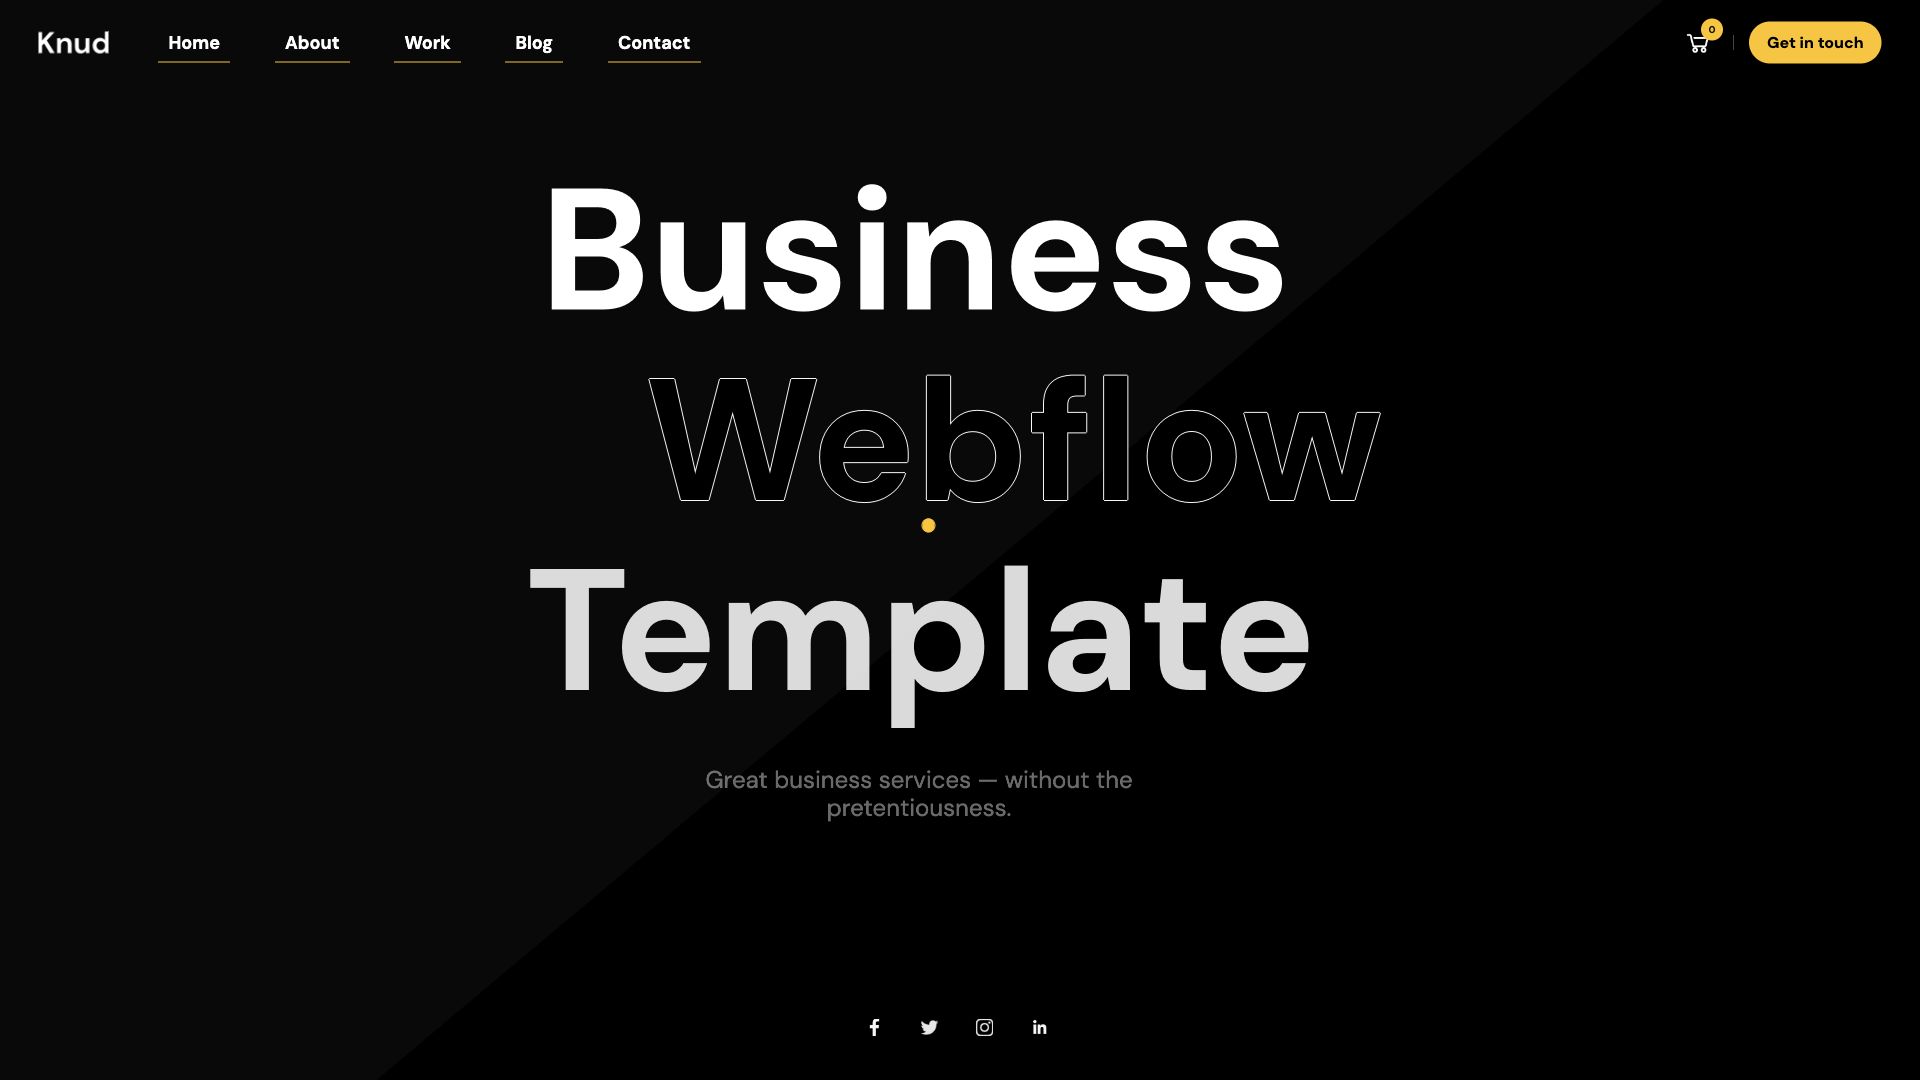 Knud
Home
About
Work
Blog
Contact
0
Get in touch
Business
Webflow
Template
Great business services — without the
pretentiousness.